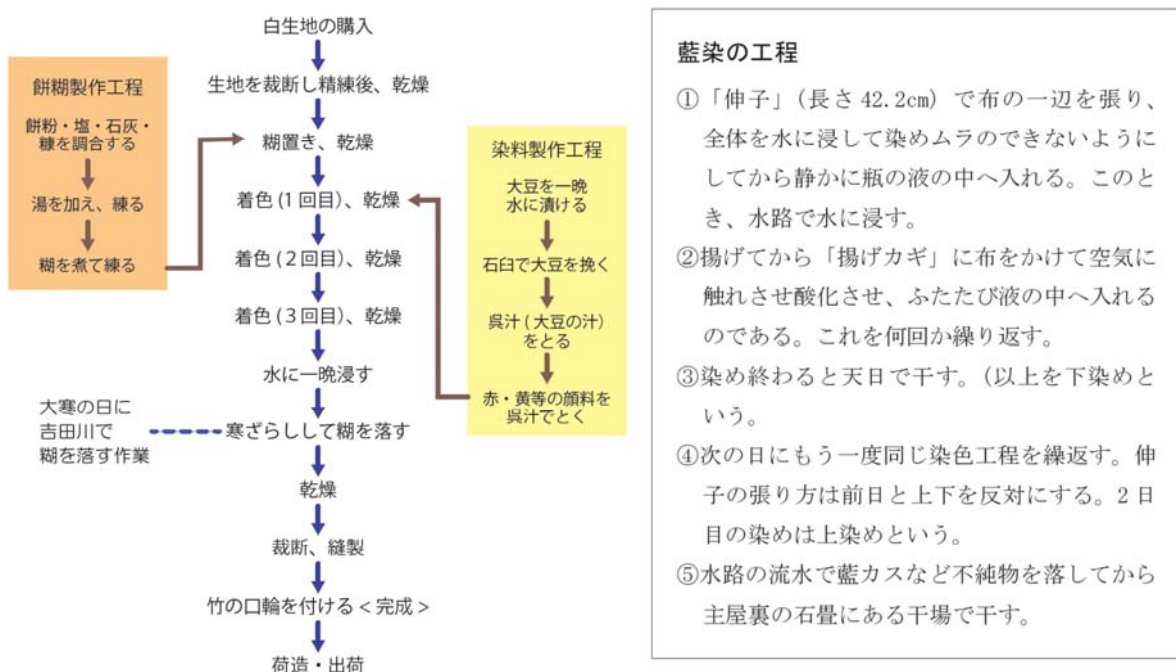 白生地の購入
生地を裁断し精練後、乾燥
糊置き、乾燥
着色(1回目)、乾燥
着色(2回目)、乾燥
着色(3回目)、乾燥
水に一晩浸す
寒ざらしして糊を落す
乾燥
裁断、縫製
竹の口輪を付ける<完成>
荷造・出荷
餅糊製作工程
餅粉・塩・石灰・
糠を調合する
湯を加え、練る
糊を煮て練る
染料製作工程
大豆を一晩
水に漬ける
石臼で大豆を挽く
呉汁(大豆の汁)
をとる
赤・黄等の顔料を
呉汁でとく
大寒の日に
吉田川で
糊を落す作業
藍染の工程
①「伸子」(長さ42.2cm)で布の一辺を張り、
全体を水に浸して染めムラのできないように
してから静かに瓶の液の中へ入れる。このと
き、水路で水に浸す。
②揚げてから「揚げカギ」に布をかけて空気に
触れさせ酸化させ、ふたたび液の中へ入れる
のである。これを何回か繰り返す。
③染め終わると天日で干す。(以上を下染めと
いう。
④次の日にもう一度同じ染色工程を繰返す。伸
子の張り方は前日と上下を反対にする。2日
目の染めは上染めという。
⑤水路の流水で藍カスなど不純物を落してから
主屋裏の石畳にある干場で干す。